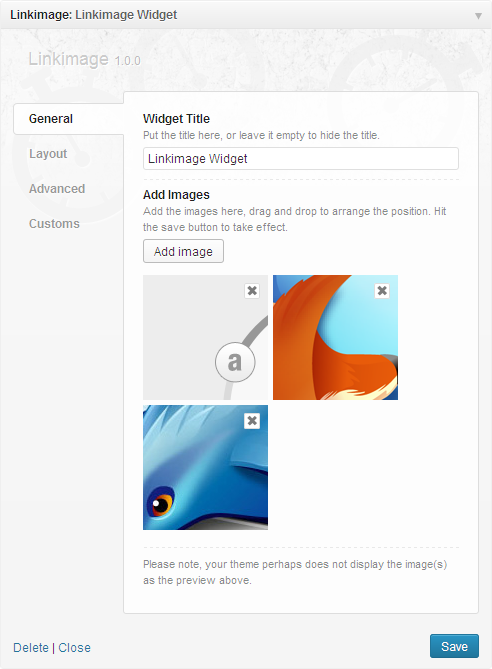 Linkimage: Linkimage Widget
Linkimage 1.0.0
General
Layout
Advanced
Customs
Widget Title
Put the title here, or leave it empty to hide the title.
Linkimage Widget
Add Images
Add the images here, drag and drop to arrange the position. Hit
the save button to take effect.
Add image
a
Please note, your theme perhaps does not display the image(s)
as the preview above.
Delete | Close
Save